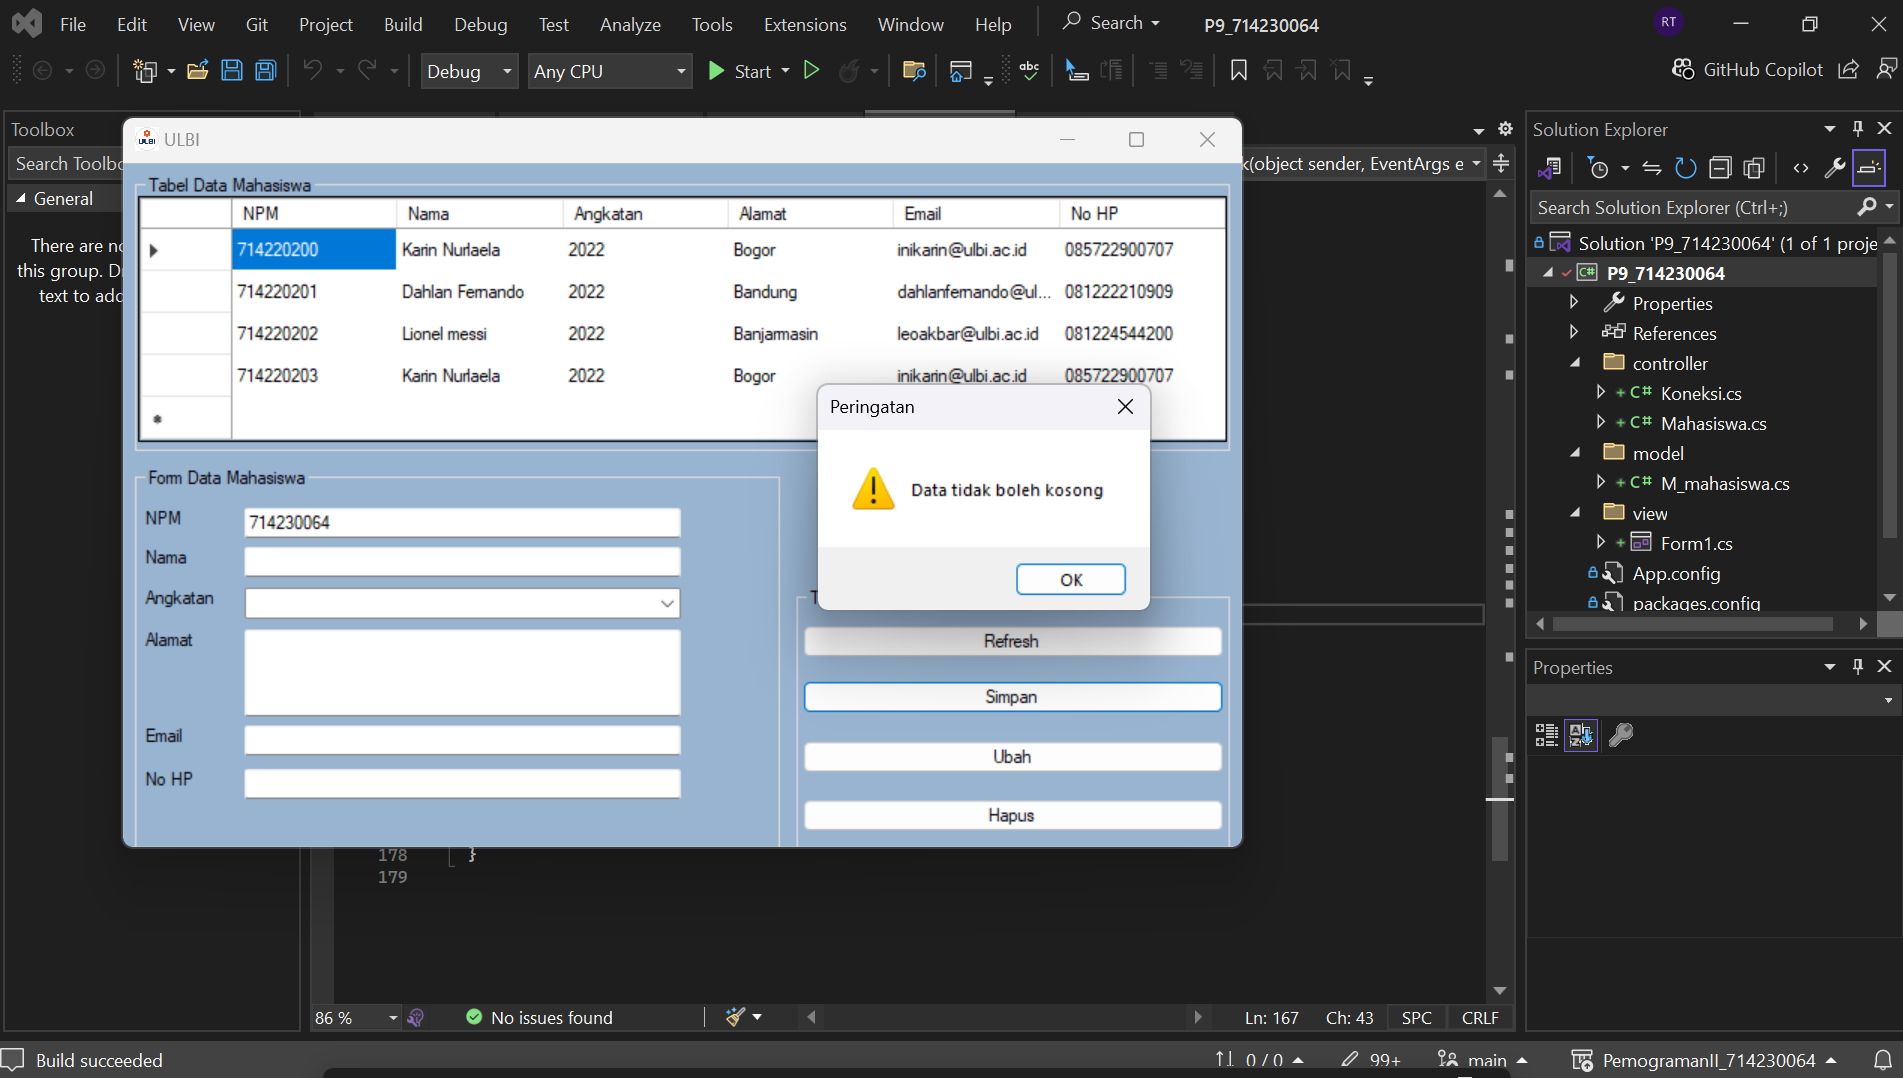 File Edit View Git Project Build Debug Test Analyze Tools Extensions Window Help Search P9_714230064 RT
Debug Any CPU Start abc GitHub Copilot
Toolbox
Search Toolbo
General
There are no
this group. D
text to add
ULBI ULBI
Tabel Data Mahasiswa
NPM Nama Angkatan Alamat Email No HP
714220200 Karin Nurlaela 2022 Bogor inikarin@ulbi.ac.id 085722900707
714220201 Dahlan Fernando 2022 Bandung dahlanfernando@ul... 081222210909
714220202 Lionel messi 2022 Banjarmasin leoakbar@ulbi.ac.id 081224544200
714220203 Karin Nurlaela 2022 Bogor inikarin@ulbi.ac.id 085722900707
Peringatan
Data tidak boleh kosong
OK
Form Data Mahasiswa
NPM 714230064
Nama
Angkatan
Alamat
Email
No HP
T
Refresh
Simpan
Ubah
Hapus
k(object sender, EventArgs e
178 }
179
86 % No issues found Ln: 167 Ch: 43 SPC CRLF
Solution Explorer
Search Solution Explorer (Ctrl+;)
Solution 'P9_714230064' (1 of 1 proje
C# P9_714230064
Properties
References
controller
C# Koneksi.cs
C# Mahasiswa.cs
model
C# M_mahasiswa.cs
view
Form1.cs
App.config
packages.config
Properties
Build succeeded 0 / 0 99+ main PemogramanII_714230064